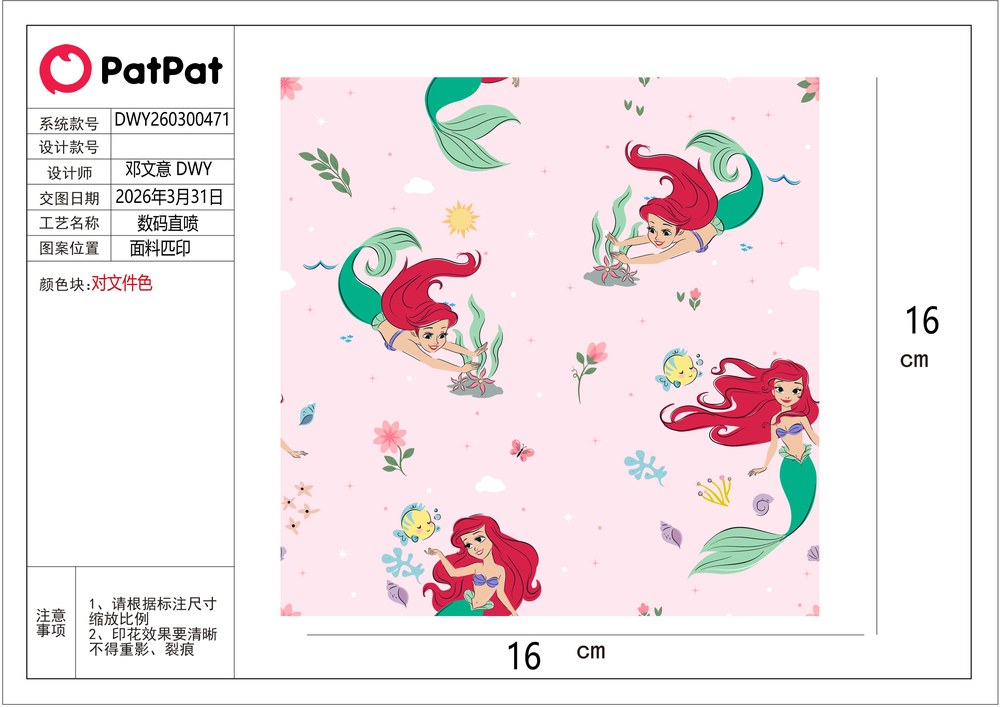 PatPat
系统款号 DWY260300471
设计款号
设计师 邓文意 DWY
交图日期 2026年3月31日
工艺名称 数码直喷
图案位置 面料匹印
颜色块:对文件色
16
cm
16 cm
注意
事项
1、请根据标注尺寸
缩放比例
2、印花效果要清晰
不得重影、裂痕